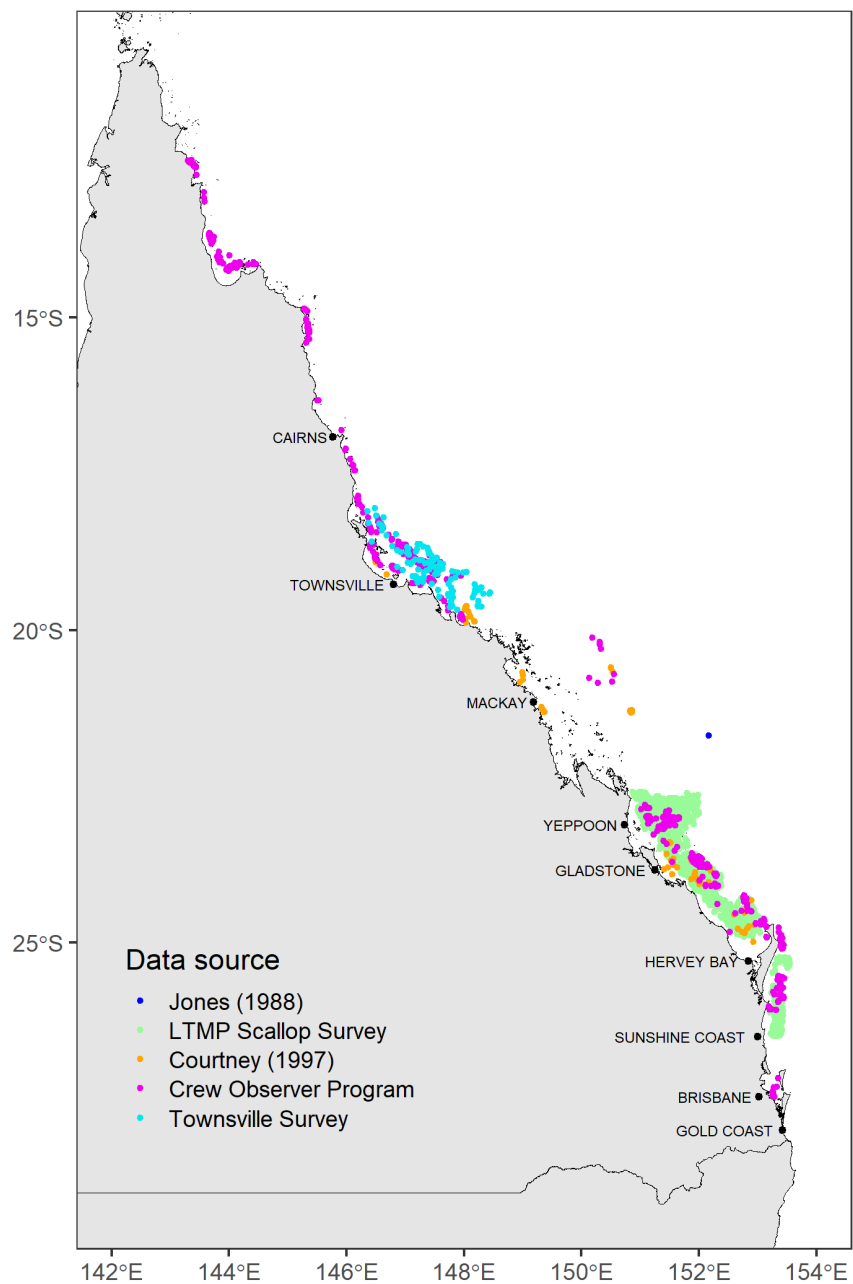 15°S
CAIRNS
TOWNSVILLE
20°S
MACKAY
YEPPOON
GLADSTONE
25°S
HERVEY BAY
SUNSHINE COAST
BRISBANE
GOLD COAST
Data source
Jones (1988)
LTMP Scallop Survey
Courtney (1997)
Crew Observer Program
Townsville Survey
142°E 144°E 146°E 148°E 150°E 152°E 154°E